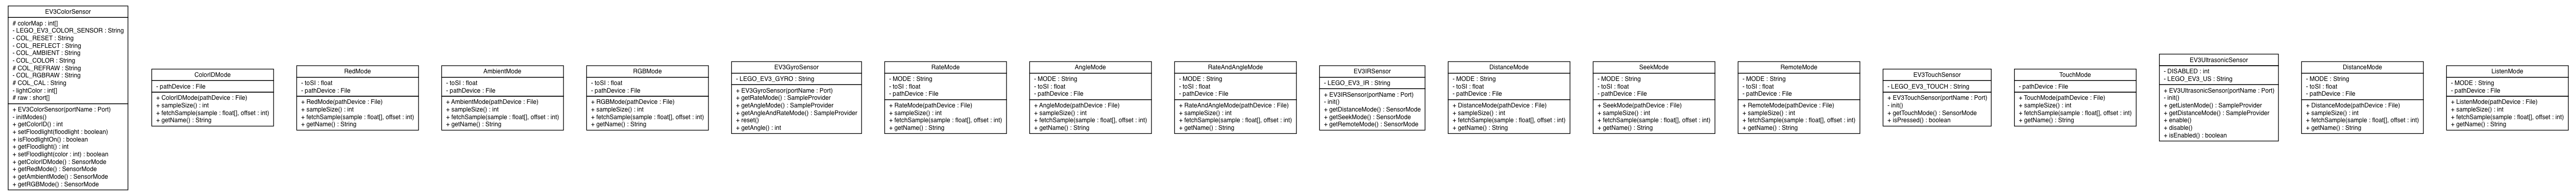 EV3ColorSensor
# colorMap : int[]
- LEGO_EV3_COLOR_SENSOR : String
- COL_RESET : String
- COL_REFLECT : String
- COL_AMBIENT : String
- COL_COLOR : String
# COL_REFRAW : String
- COL_RGBRAW : String
# COL_CAL : String
- lightColor : int[]
# raw : short[]
+ EV3ColorSensor(portName : Port)
- initModes()
+ getColorID() : int
+ setFloodlight(floodlight : boolean)
+ isFloodlightOn() : boolean
+ getFloodlight() : int
+ setFloodlight(color : int) : boolean
+ getColorIDMode() : SensorMode
+ getRedMode() : SensorMode
+ getAmbientMode() : SensorMode
+ getRGBMode() : SensorMode
ColorIDMode
- pathDevice : File
+ ColorIDMode(pathDevice : File)
+ sampleSize() : int
+ fetchSample(sample : float[], offset : int)
+ getName() : String
RedMode
- toSI : float
- pathDevice : File
+ RedMode(pathDevice : File)
+ sampleSize() : int
+ fetchSample(sample : float[], offset : int)
+ getName() : String
AmbientMode
- toSI : float
- pathDevice : File
+ AmbientMode(pathDevice : File)
+ sampleSize() : int
+ fetchSample(sample : float[], offset : int)
+ getName() : String
RGBMode
- toSI : float
- pathDevice : File
+ RGBMode(pathDevice : File)
+ sampleSize() : int
+ fetchSample(sample : float[], offset : int)
+ getName() : String
EV3GyroSensor
- LEGO_EV3_GYRO : String
+ EV3GyroSensor(portName : Port)
+ getRateMode() : SampleProvider
+ getAngleMode() : SampleProvider
+ getAngleAndRateMode() : SampleProvider
+ reset()
+ getAngle() : int
RateMode
- MODE : String
- toSI : float
- pathDevice : File
+ RateMode(pathDevice : File)
+ sampleSize() : int
+ fetchSample(sample : float[], offset : int)
+ getName() : String
AngleMode
- MODE : String
- toSI : float
- pathDevice : File
+ AngleMode(pathDevice : File)
+ sampleSize() : int
+ fetchSample(sample : float[], offset : int)
+ getName() : String
RateAndAngleMode
- MODE : String
- toSI : float
- pathDevice : File
+ RateAndAngleMode(pathDevice : File)
+ sampleSize() : int
+ fetchSample(sample : float[], offset : int)
+ getName() : String
EV3IRSensor
- LEGO_EV3_IR : String
+ EV3IRSensor(portName : Port)
- init()
+ getDistanceMode() : SensorMode
+ getSeekMode() : SensorMode
+ getRemoteMode() : SensorMode
DistanceMode
- MODE : String
- toSI : float
- pathDevice : File
+ DistanceMode(pathDevice : File)
+ sampleSize() : int
+ fetchSample(sample : float[], offset : int)
+ getName() : String
SeekMode
- MODE : String
- toSI : float
- pathDevice : File
+ SeekMode(pathDevice : File)
+ sampleSize() : int
+ fetchSample(sample : float[], offset : int)
+ getName() : String
RemoteMode
- MODE : String
- toSI : float
- pathDevice : File
+ RemoteMode(pathDevice : File)
+ sampleSize() : int
+ fetchSample(sample : float[], offset : int)
+ getName() : String
EV3TouchSensor
- LEGO_EV3_TOUCH : String
+ EV3TouchSensor(portName : Port)
- init()
+ getTouchMode() : SensorMode
+ isPressed() : boolean
TouchMode
- pathDevice : File
+ TouchMode(pathDevice : File)
+ sampleSize() : int
+ fetchSample(sample : float[], offset : int)
+ getName() : String
EV3UltrasonicSensor
- DISABLED : int
- LEGO_EV3_US : String
+ EV3UltrasonicSensor(portName : Port)
- init()
+ getListenMode() : SampleProvider
+ getDistanceMode() : SampleProvider
+ enable()
+ disable()
+ isEnabled() : boolean
DistanceMode
- MODE : String
- toSI : float
- pathDevice : File
+ DistanceMode(pathDevice : File)
+ sampleSize() : int
+ fetchSample(sample : float[], offset : int)
+ getName() : String
ListenMode
- MODE : String
- pathDevice : File
+ ListenMode(pathDevice : File)
+ sampleSize() : int
+ fetchSample(sample : float[], offset : int)
+ getName() : String